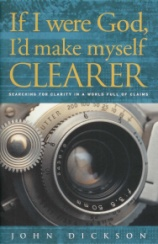 If I were God,
I'd make myself
CLEARER
SEARCHING FOR CLARITY IN A WORLD FULL OF CLAIMS
JOHN DICKSON